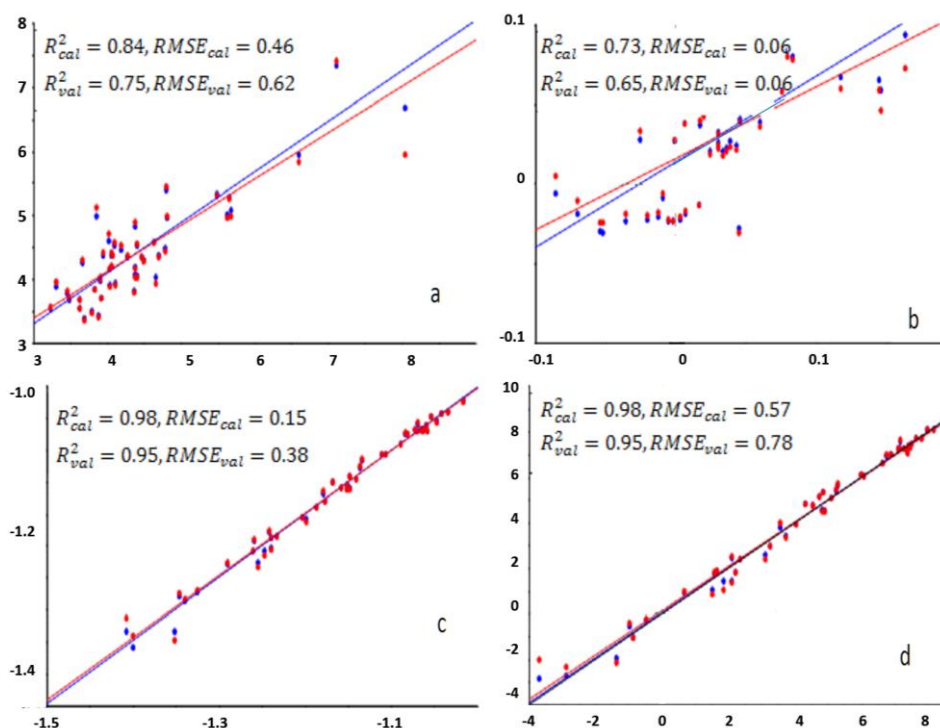 8
R²cal = 0.84, RMSEcal = 0.46
R²val = 0.75, RMSEval = 0.62
7
6
5
4
3
a
3 4 5 6 7 8
0.1
R²cal = 0.73, RMSEcal = 0.06
R²val = 0.65, RMSEval = 0.06
0
-0.1
b
-0.1 0 0.1
-1.0
R²cal = 0.98, RMSEcal = 0.15
R²val = 0.95, RMSEval = 0.38
-1.2
-1.4
c
-1.5 -1.3 -1.1
10
R²cal = 0.98, RMSEcal = 0.57
R²val = 0.95, RMSEval = 0.78
8
6
4
2
0
-2
-4
d
-4 -2 0 2 4 6 8